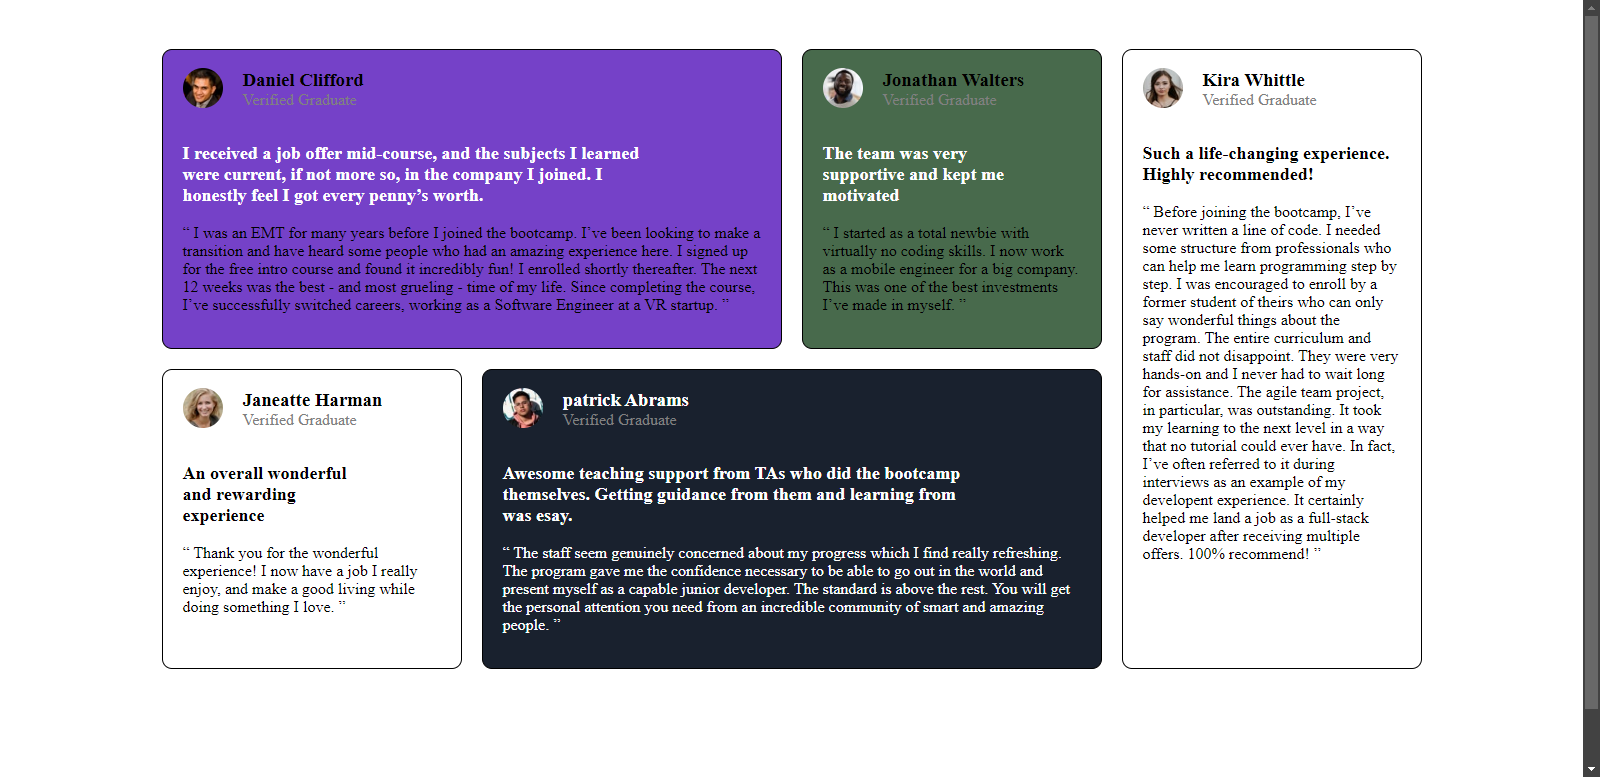 Daniel Clifford
Verified Graduate
I received a job offer mid-course, and the subjects I learned
were current, if not more so, in the company I joined. I
honestly feel I got every penny’s worth.
“ I was an EMT for many years before I joined the bootcamp. I’ve been looking to make a
transition and have heard some people who had an amazing experience here. I signed up
for the free intro course and found it incredibly fun! I enrolled shortly thereafter. The next
12 weeks was the best - and most grueling - time of my life. Since completing the course,
I’ve successfully switched careers, working as a Software Engineer at a VR startup. ”
Jonathan Walters
Verified Graduate
The team was very
supportive and kept me
motivated
“ I started as a total newbie with
virtually no coding skills. I now work
as a mobile engineer for a big company.
This was one of the best investments
I’ve made in myself. ”
Kira Whittle
Verified Graduate
Such a life-changing experience.
Highly recommended!
“ Before joining the bootcamp, I’ve
never written a line of code. I needed
some structure from professionals who
can help me learn programming step by
step. I was encouraged to enroll by a
former student of theirs who can only
say wonderful things about the
program. The entire curriculum and
staff did not disappoint. They were very
hands-on and I never had to wait long
for assistance. The agile team project,
in particular, was outstanding. It took
my learning to the next level in a way
that no tutorial could ever have. In fact,
I’ve often referred to it during
interviews as an example of my
developent experience. It certainly
helped me land a job as a full-stack
developer after receiving multiple
offers. 100% recommend! ”
Janeatte Harman
Verified Graduate
An overall wonderful
and rewarding
experience
“ Thank you for the wonderful
experience! I now have a job I really
enjoy, and make a good living while
doing something I love. ”
patrick Abrams
Verified Graduate
Awesome teaching support from TAs who did the bootcamp
themselves. Getting guidance from them and learning from
was esay.
“ The staff seem genuinely concerned about my progress which I find really refreshing.
The program gave me the confidence necessary to be able to go out in the world and
present myself as a capable junior developer. The standard is above the rest. You will get
the personal attention you need from an incredible community of smart and amazing
people. ”